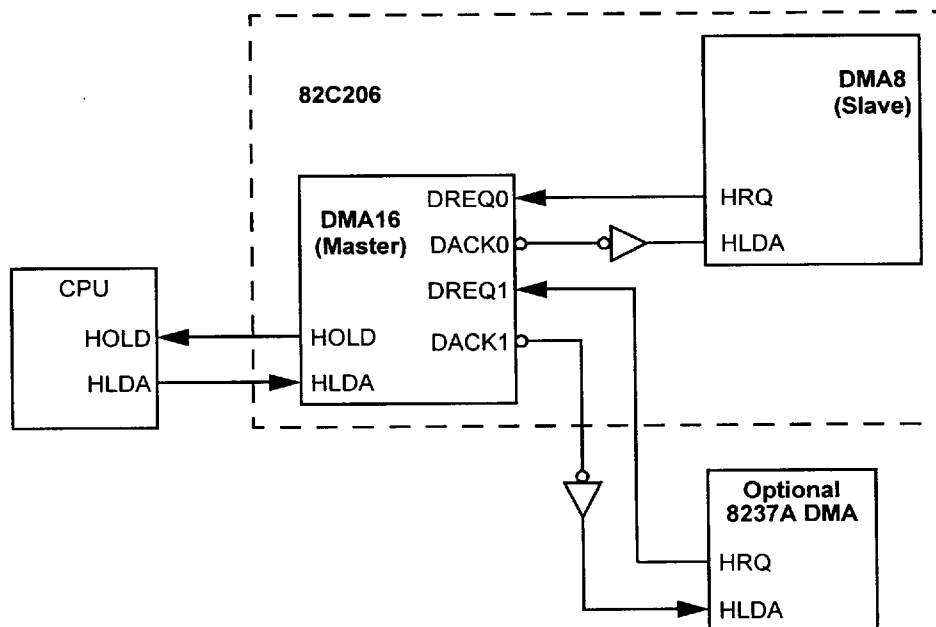 82C206
DMA8
(Slave)
HRQ
HLDA
DMA16
(Master)
DREQ0
DACK0
DREQ1
DACK1
HOLD
HLDA
CPU
HOLD
HLDA
Optional
8237A DMA
HRQ
HLDA